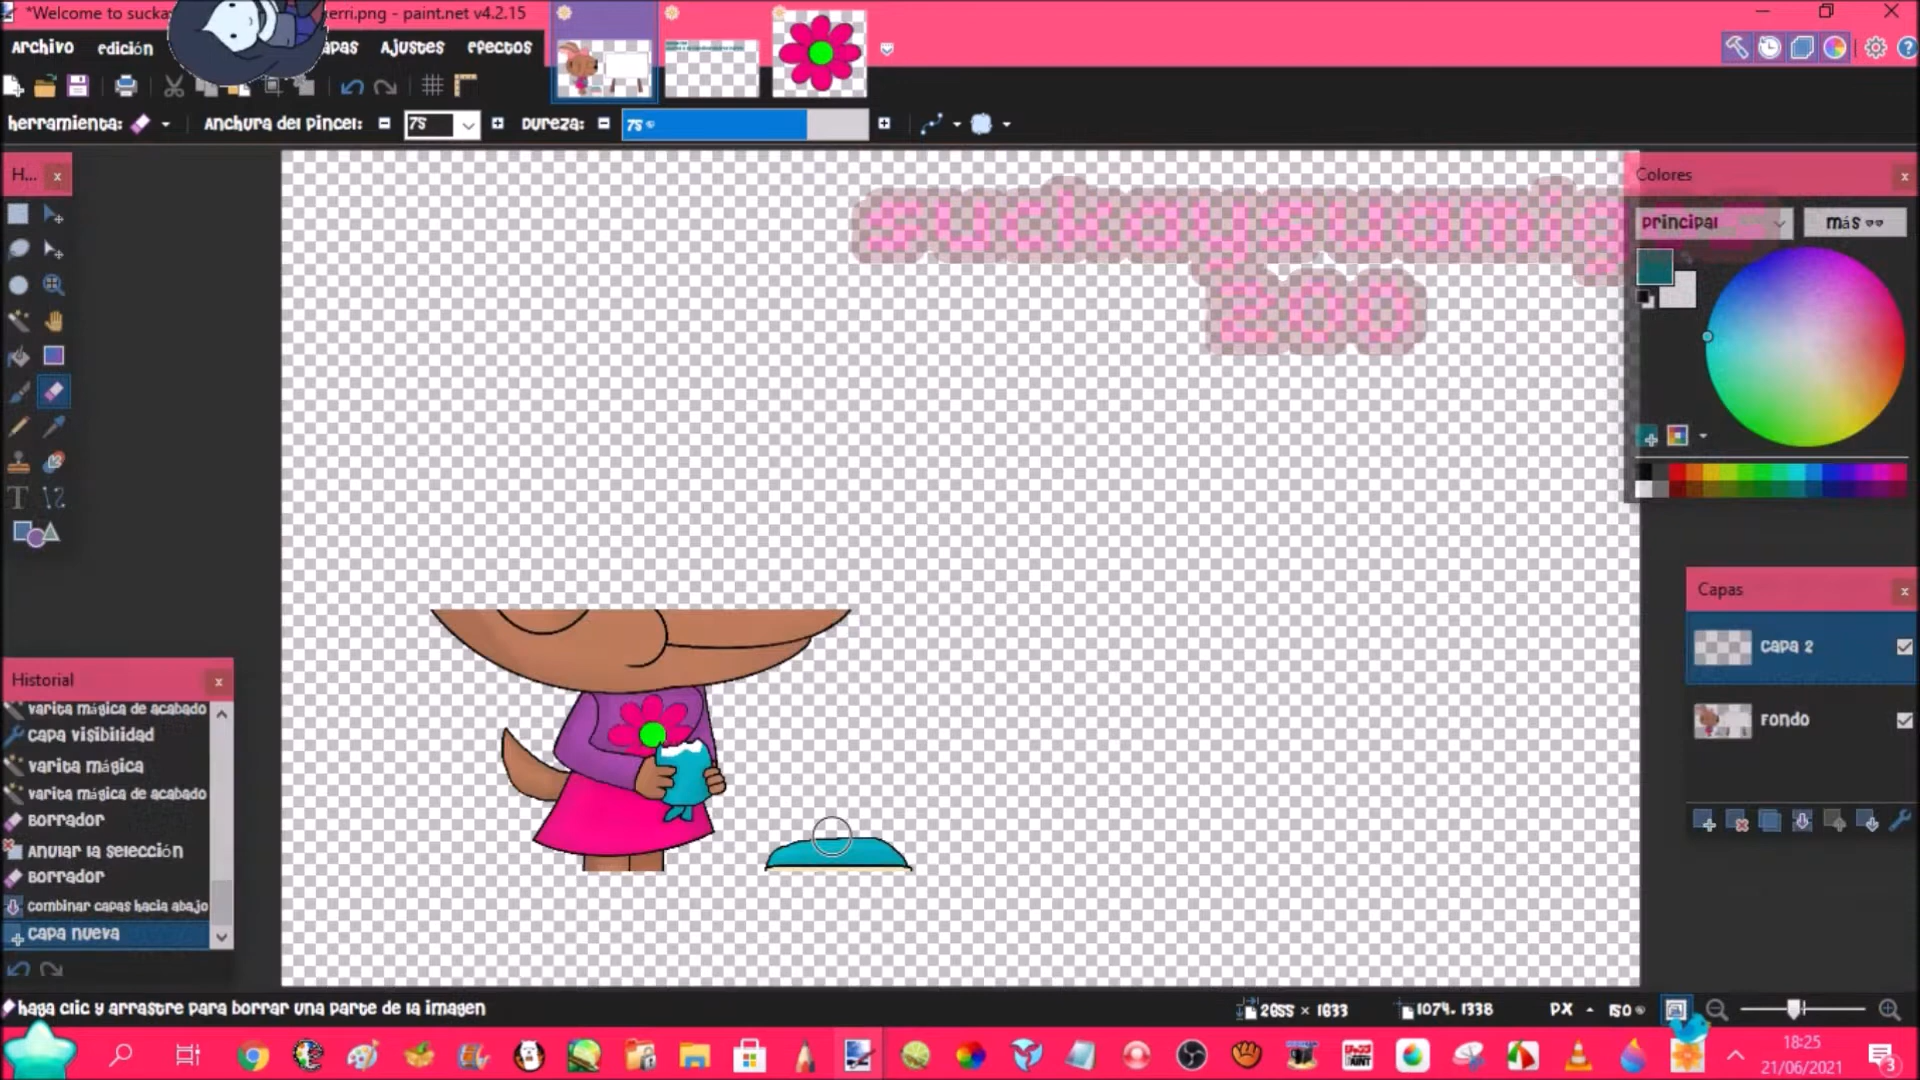 *Welcome to sucka
erri.png - paint.net v4.2.15
Archivo edición apas Ajustes efectos
herramienta: Anchura del pincel: 75 Dureza: 75
H...
suckaysuamig
200
Colores
principal más
Historial
varita mágica de acabado
capa visibilidad
varita mágica
varita mágica de acabado
Borrador
Anular la selección
Borrador
combinar capas hacia abajo
capa nueva
Capas
capa 2
Fondo
haga clic y arrastre para borrar una parte de la imagen
1074, 1338
PX
18:25
21/06/2021
3